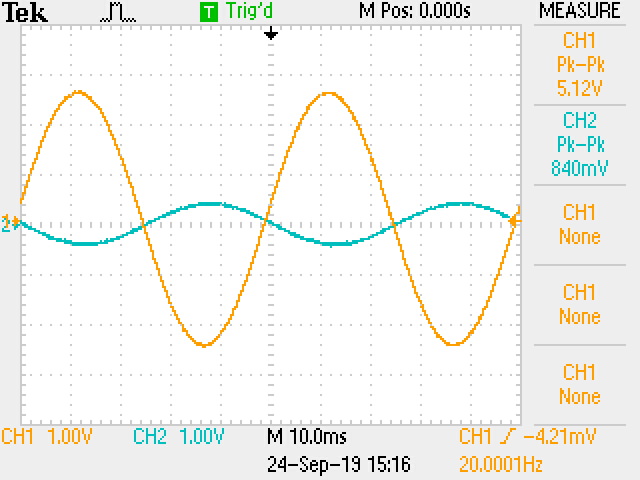 Tek T Trig'd M Pos: 0.000s MEASURE
CH1
Pk-Pk
5.12V
CH2
Pk-Pk
840mV
CH1
None
CH1
None
CH1
None
1
2
CH1 1.00V CH2 1.00V M 10.0ms CH1 -4.21mV
24-Sep-19 15:16 20.0001Hz